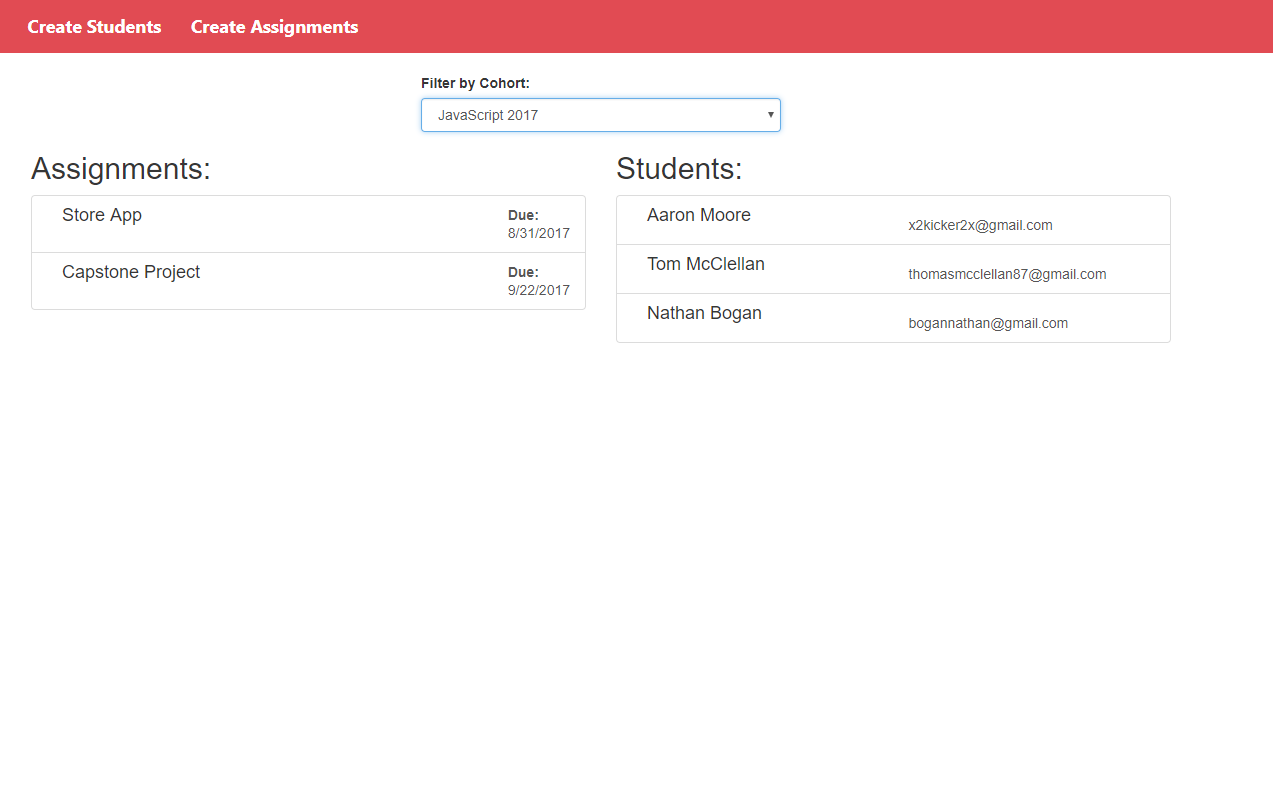 Create Students Create Assignments
Filter by Cohort:
JavaScript 2017
Assignments:
Store App
Due:
8/31/2017
Capstone Project
Due:
9/22/2017
Students:
Aaron Moore
x2kicker2x@gmail.com
Tom McClellan
thomasmcclellan87@gmail.com
Nathan Bogan
bogannathan@gmail.com